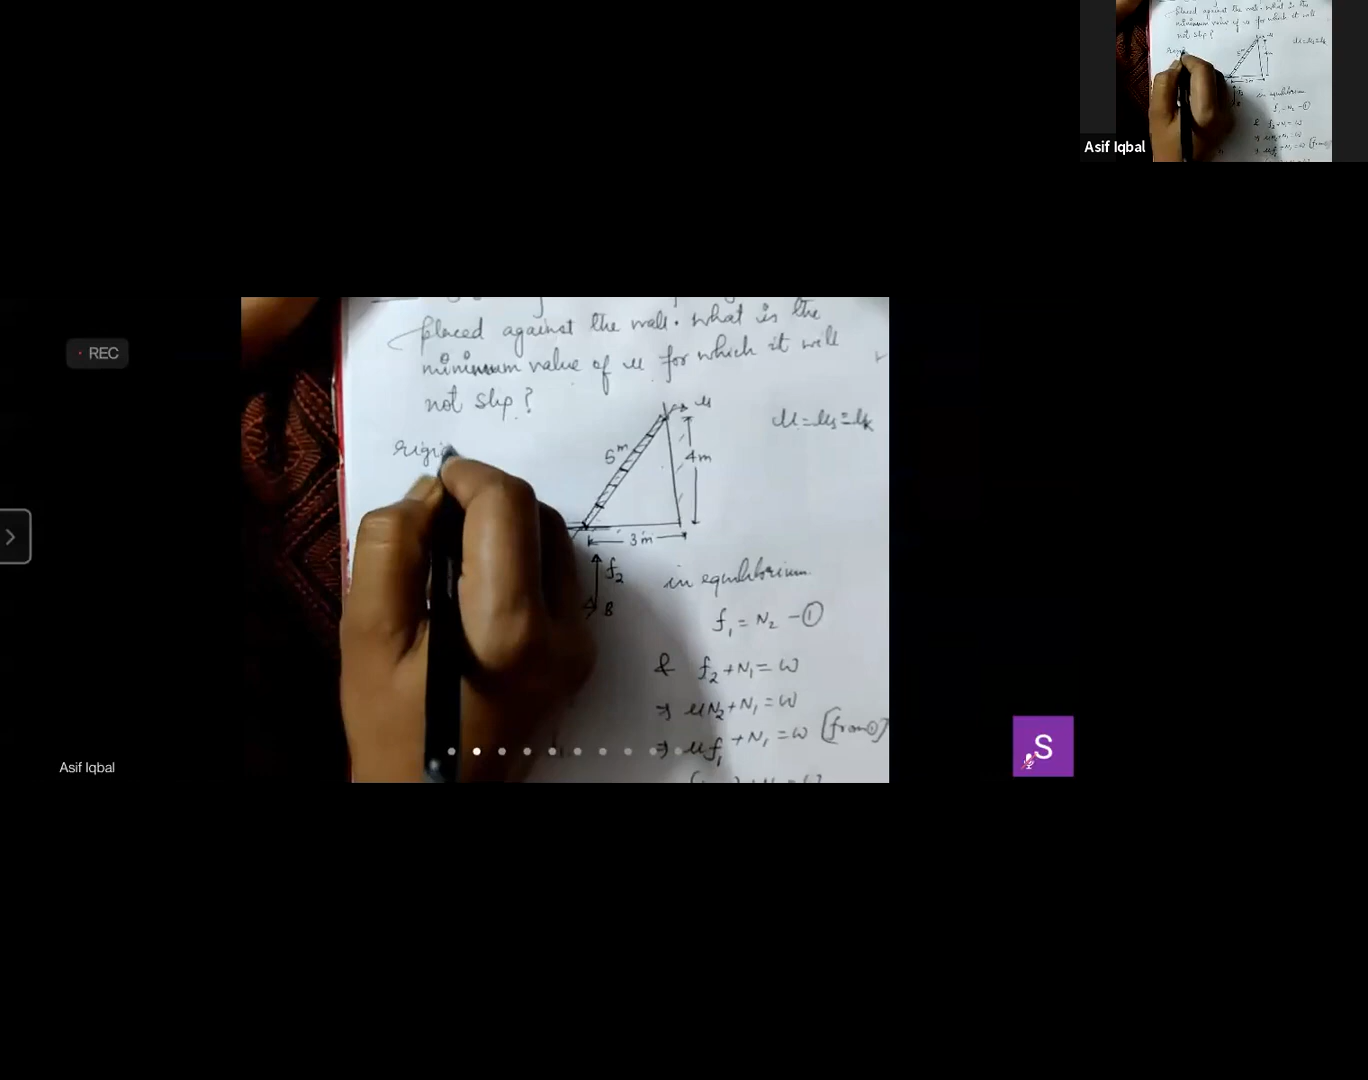 placed against the wall. What is the
minimum value of μ for which it will
not slip?
μ
μ=μs=μk
rigi
5m
4m
3m
f2
B
in equilibrium
f1 = N2 -①
& f2+N1=W
⇒ μN2+N1=W
⇒ μf1+N1=W [from①]
REC
Asif Iqbal
S
Asif Iqbal